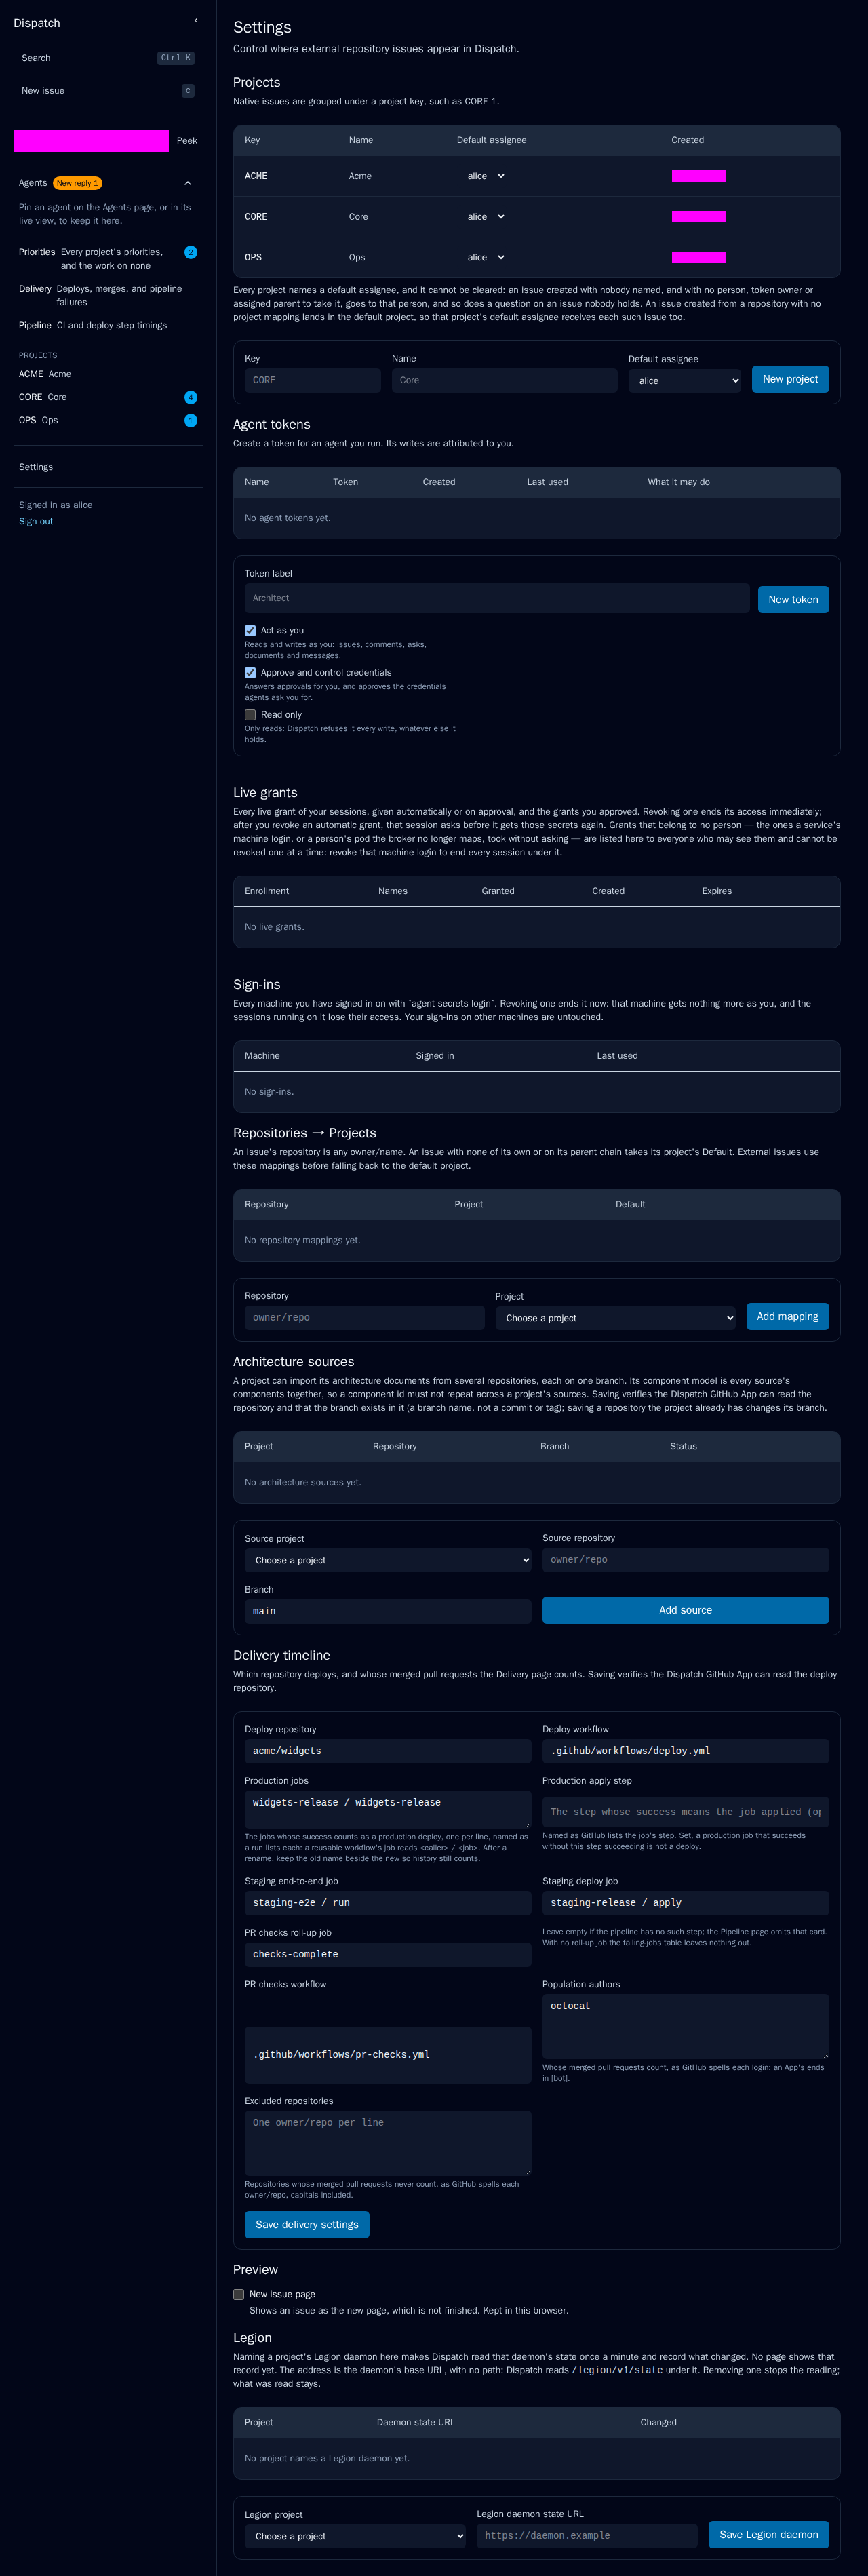 Dispatch
‹
Search
Ctrl K
New issue
c
Peek
Agents
New reply 1
Pin an agent on the Agents page, or in its
live view, to keep it here.
Priorities
Every project's priorities,
and the work on none
2
Delivery
Deploys, merges, and pipeline
failures
Pipeline
CI and deploy step timings
PROJECTS
ACME Acme
CORE Core
4
OPS Ops
1
Settings
Signed in as alice
Sign out
Settings
Control where external repository issues appear in Dispatch.
Projects
Native issues are grouped under a project key, such as CORE-1.
Key Name Default assignee Created
ACME Acme alice
CORE Core alice
OPS Ops alice
Every project names a default assignee, and it cannot be cleared: an issue created with nobody named, and with no person, token owner or
assigned parent to take it, goes to that person, and so does a question on an issue nobody holds. An issue created from a repository with no
project mapping lands in the default project, so that project's default assignee receives each such issue too.
Key Name Default assignee
CORE Core alice New project
Agent tokens
Create a token for an agent you run. Its writes are attributed to you.
Name Token Created Last used What it may do
No agent tokens yet.
Token label
Architect
New token
Act as you
Reads and writes as you: issues, comments, asks,
documents and messages.
Approve and control credentials
Answers approvals for you, and approves the credentials
agents ask you for.
Read only
Only reads: Dispatch refuses it every write, whatever else it
holds.
Live grants
Every live grant of your sessions, given automatically or on approval, and the grants you approved. Revoking one ends its access immediately;
after you revoke an automatic grant, that session asks before it gets those secrets again. Grants that belong to no person — the ones a service's
machine login, or a person's pod the broker no longer maps, took without asking — are listed here to everyone who may see them and cannot be
revoked one at a time: revoke that machine login to end every session under it.
Enrollment Names Granted Created Expires
No live grants.
Sign-ins
Every machine you have signed in on with `agent-secrets login`. Revoking one ends it now: that machine gets nothing more as you, and the
sessions running on it lose their access. Your sign-ins on other machines are untouched.
Machine Signed in Last used
No sign-ins.
Repositories → Projects
An issue's repository is any owner/name. An issue with none of its own or on its parent chain takes its project's Default. External issues use
these mappings before falling back to the default project.
Repository Project Default
No repository mappings yet.
Repository Project
owner/repo Choose a project Add mapping
Architecture sources
A project can import its architecture documents from several repositories, each on one branch. Its component model is every source's
components together, so a component id must not repeat across a project's sources. Saving verifies the Dispatch GitHub App can read the
repository and that the branch exists in it (a branch name, not a commit or tag); saving a repository the project already has changes its branch.
Project Repository Branch Status
No architecture sources yet.
Source project Source repository
Choose a project owner/repo
Branch
main Add source
Delivery timeline
Which repository deploys, and whose merged pull requests the Delivery page counts. Saving verifies the Dispatch GitHub App can read the deploy
repository.
Deploy repository Deploy workflow
acme/widgets .github/workflows/deploy.yml
Production jobs Production apply step
widgets-release / widgets-release
The step whose success means the job applied (op
The jobs whose success counts as a production deploy, one per line, named as
a run lists each: a reusable workflow's job reads <caller> / <job>. After a
rename, keep the old name beside the new so history still counts.
Named as GitHub lists the job's step. Set, a production job that succeeds
without this step succeeding is not a deploy.
Staging end-to-end job Staging deploy job
staging-e2e / run staging-release / apply
PR checks roll-up job
checks-complete
Leave empty if the pipeline has no such step; the Pipeline page omits that card.
With no roll-up job the failing-jobs table leaves nothing out.
PR checks workflow Population authors
.github/workflows/pr-checks.yml
octocat
Whose merged pull requests count, as GitHub spells each login: an App's ends
in [bot].
Excluded repositories
One owner/repo per line
Repositories whose merged pull requests never count, as GitHub spells each
owner/repo, capitals included.
Save delivery settings
Preview
New issue page
Shows an issue as the new page, which is not finished. Kept in this browser.
Legion
Naming a project's Legion daemon here makes Dispatch read that daemon's state once a minute and record what changed. No page shows that
record yet. The address is the daemon's base URL, with no path: Dispatch reads /legion/v1/state under it. Removing one stops the reading;
what was read stays.
Project Daemon state URL Changed
No project names a Legion daemon yet.
Legion project Legion daemon state URL
Choose a project https://daemon.example Save Legion daemon